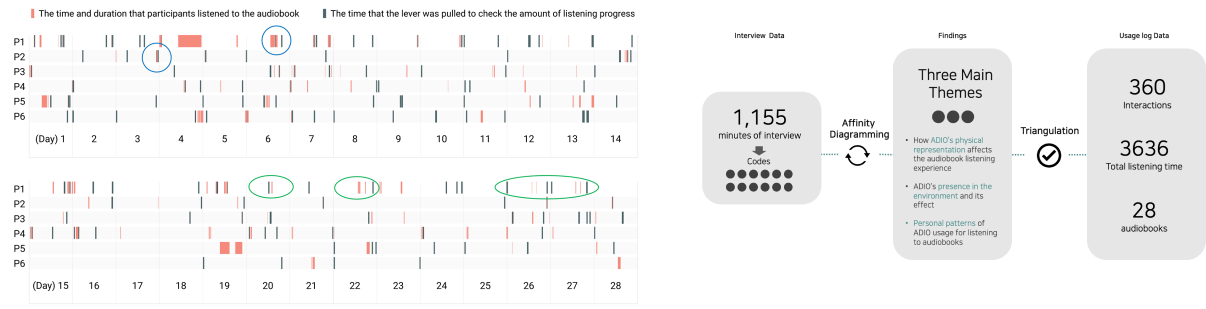 The time and duration that participants listened to the audiobook
The time that the lever was pulled to check the amount of listening progress
P1
P2
P3
P4
P5
P6
(Day) 1 2 3 4 5 6 7 8 9 10 11 12 13 14
P1
P2
P3
P4
P5
P6
(Day) 15 16 17 18 19 20 21 22 23 24 25 26 27 28
Interview Data
1,155
minutes of interview
Codes
Affinity
Diagramming
Findings
Three Main
Themes
• How ADIO's physical
representation affects
the audiobook listening
experience
• ADIO's presence in the
environment and its
effect
• Personal patterns of
ADIO usage for listening
to audiobooks
Triangulation
Usage log Data
360
Interactions
3636
Total listening time
28
audiobooks